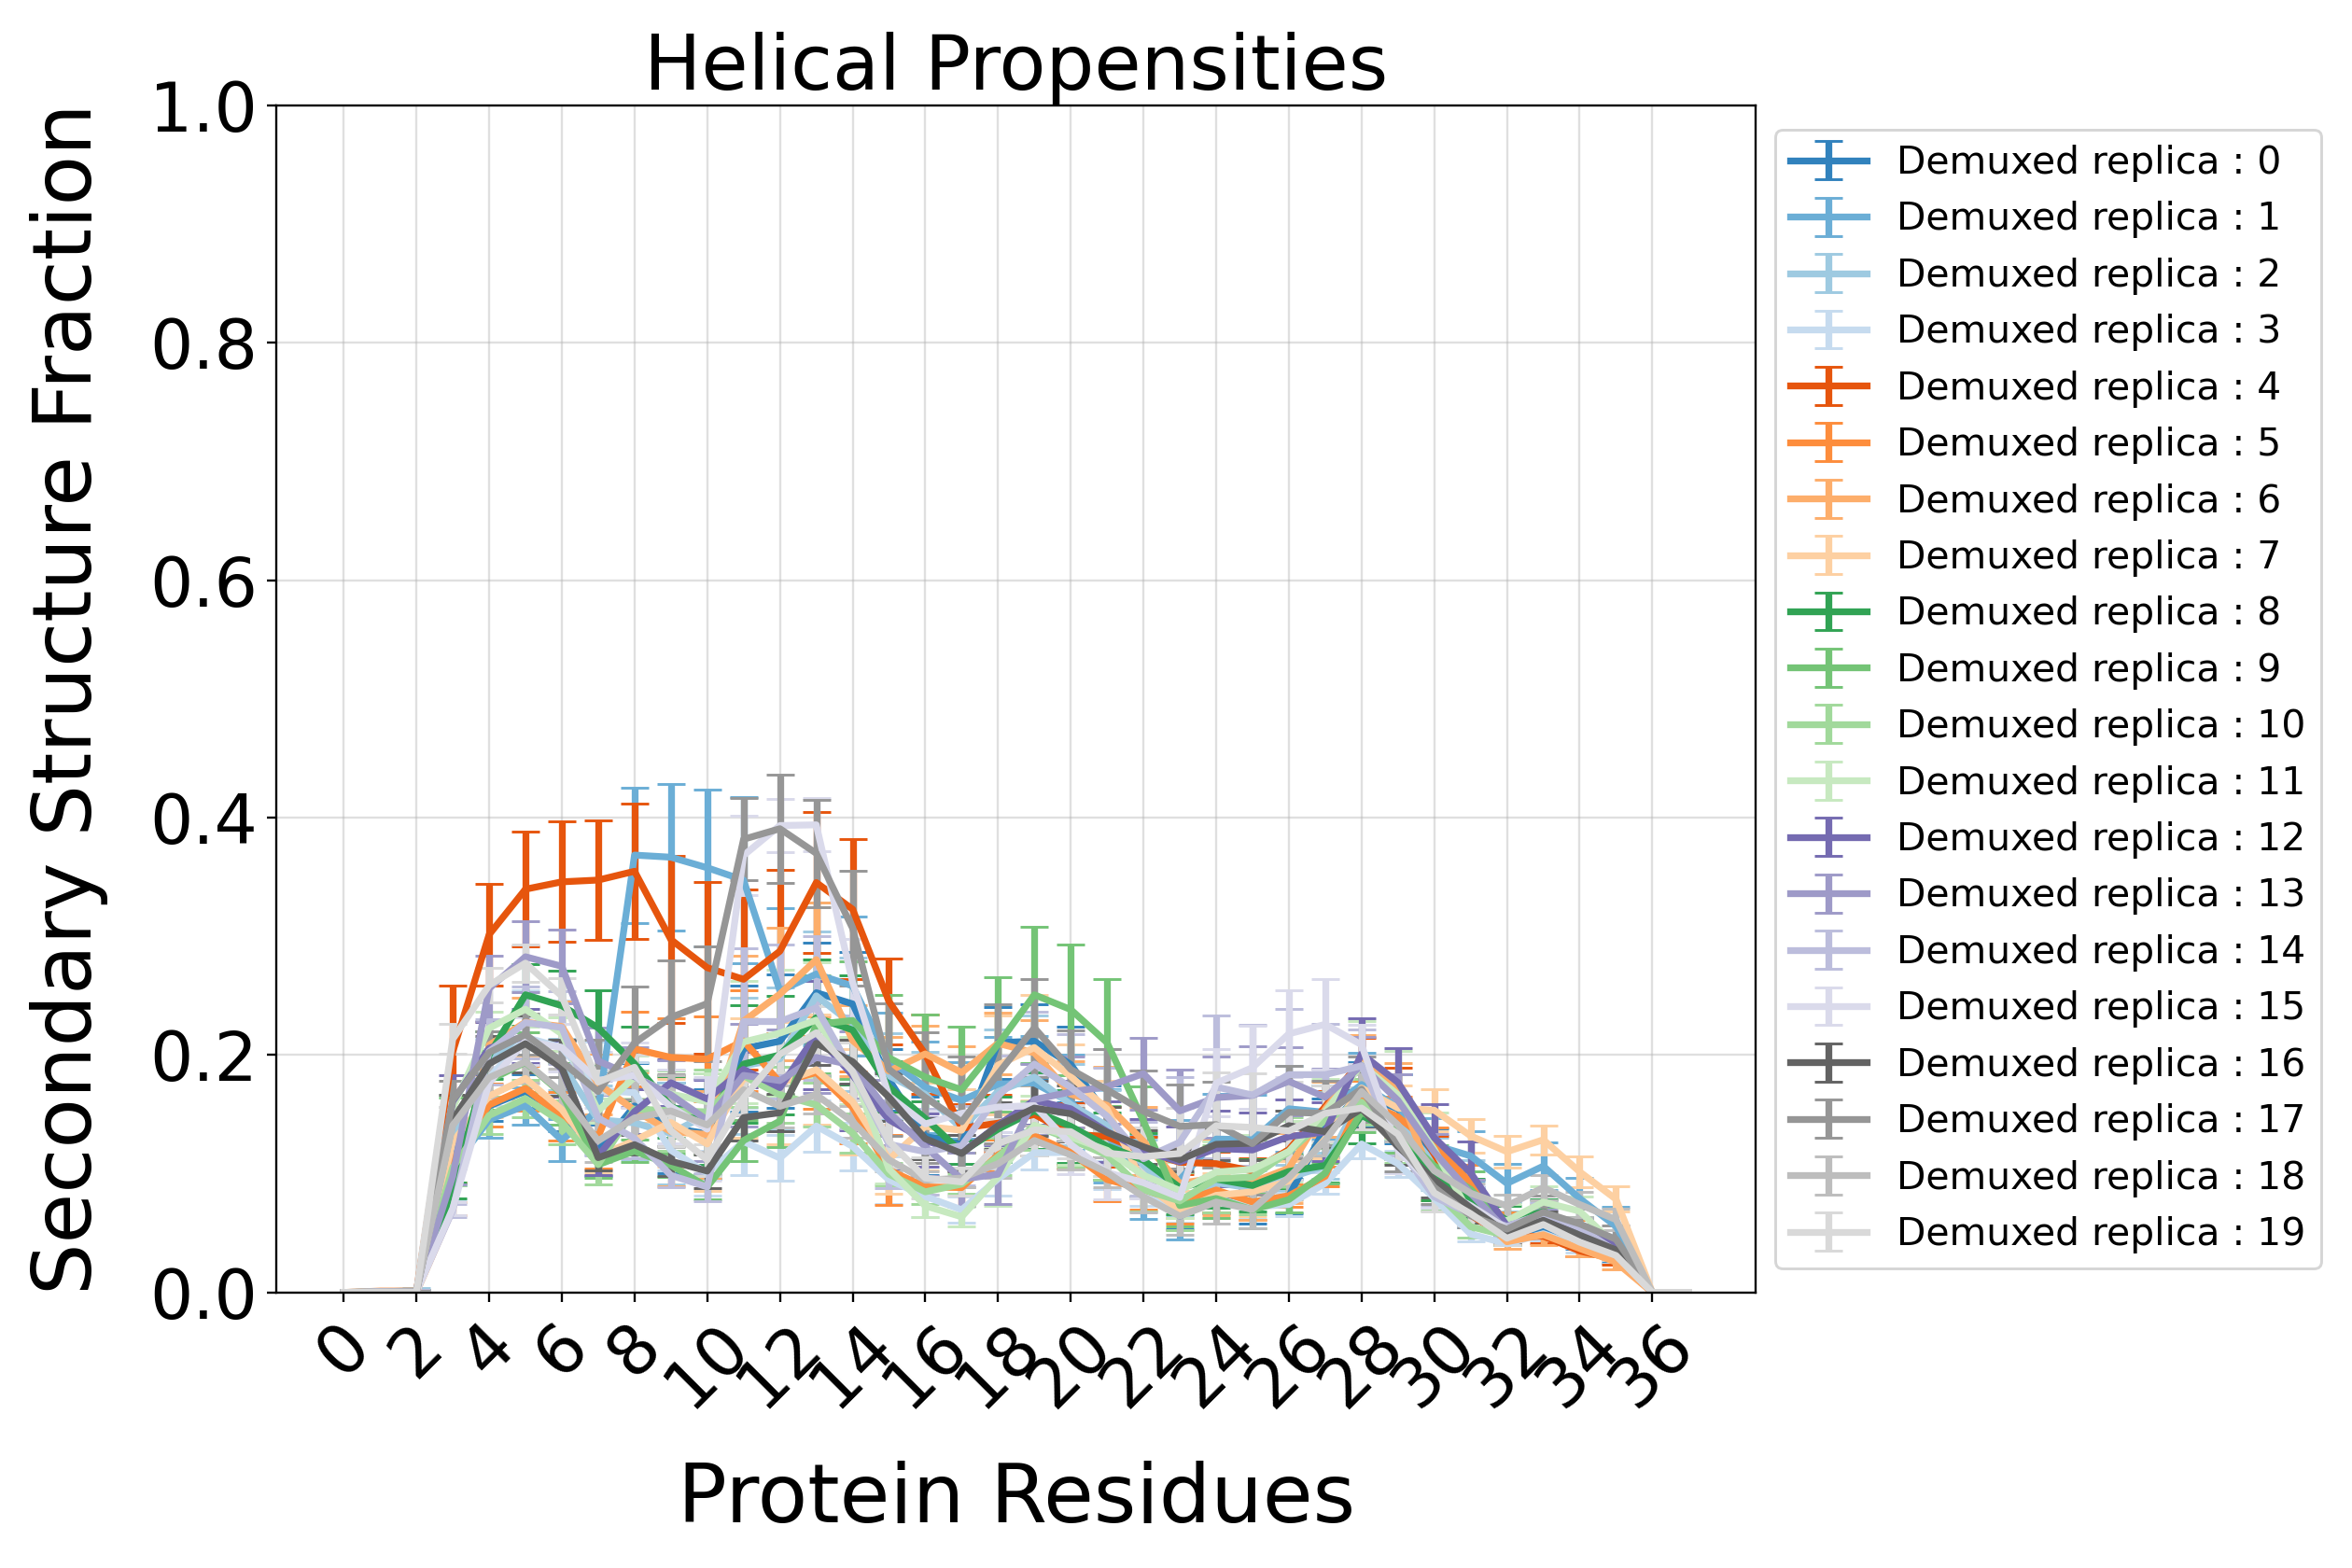 Helical Propensities
Secondary Structure Fraction
1.0
0.8
0.6
0.4
0.2
0.0
0 2 4 6 8 10 12 14 16 18 20 22 24 26 28 30 32 34 36
Protein Residues
Demuxed replica : 0
Demuxed replica : 1
Demuxed replica : 2
Demuxed replica : 3
Demuxed replica : 4
Demuxed replica : 5
Demuxed replica : 6
Demuxed replica : 7
Demuxed replica : 8
Demuxed replica : 9
Demuxed replica : 10
Demuxed replica : 11
Demuxed replica : 12
Demuxed replica : 13
Demuxed replica : 14
Demuxed replica : 15
Demuxed replica : 16
Demuxed replica : 17
Demuxed replica : 18
Demuxed replica : 19